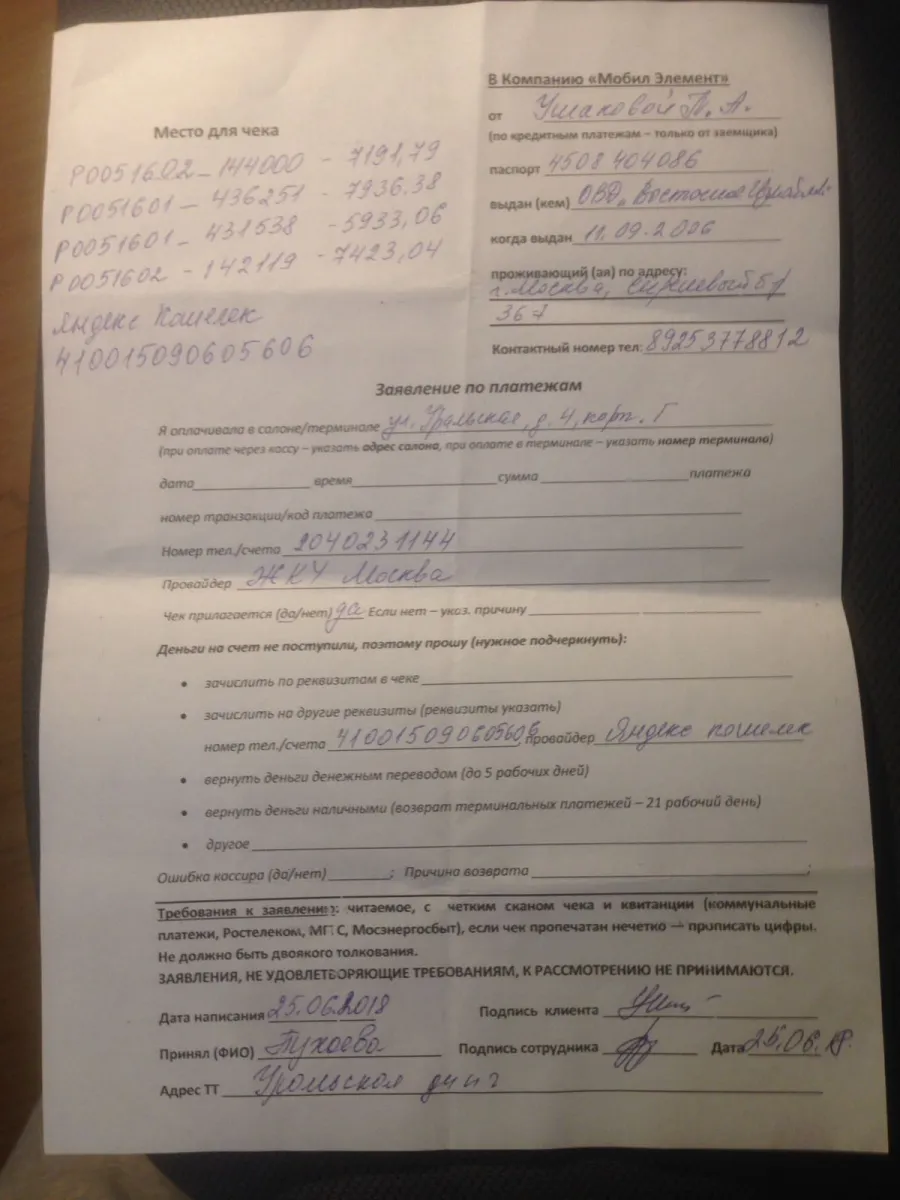 В Компанию «Мобил Элемент»
от Ушаковой П. А.
(по кредитным платежам – только от заемщика)
паспорт 4508 404086
выдан (кем) ОВД Восточное
когда выдан 11.09.2006
проживающий (ая) по адресу:
г. Москва, Сиреневый б-р
36
Контактный номер тел: 89253778812
Место для чека
Р0051602 – 144000 – 7191,79
Р0051601 – 436251 – 7936,38
Р0051601 – 431538 – 5933,06
Р0051602 – 142119 – 7423,04
Яндекс Кошелек
410015090605606
Заявление по платежам
Я оплачивала в салоне/терминале ул. Уральская, д. 4, корп. Г
(при оплате через кассу – указать адрес салона, при оплате в терминале – указать номер терминала)
дата время сумма платежа
номер транзакции/код платежа
Номер тел./счета 2040231144
Провайдер ЖКУ Москва
Чек прилагается (да/нет) да Если нет – указ. причину
Деньги на счет не поступили, поэтому прошу (нужное подчеркнуть):
• зачислить по реквизитам в чеке
• зачислить на другие реквизиты (реквизиты указать)
номер тел./счета 410015090605606, провайдер Яндекс кошелек
• вернуть деньги денежным переводом (до 5 рабочих дней)
• вернуть деньги наличными (возврат терминальных платежей – 21 рабочий день)
• другое
Ошибка кассира (да/нет) ; Причина возврата ;
Требования к заявлению: читаемое, с четким сканом чека и квитанции (коммунальные
платежи, Ростелеком, МГТС, Мосэнергосбыт), если чек пропечатан нечетко — прописать цифры.
Не должно быть двоякого толкования.
ЗАЯВЛЕНИЯ, НЕ УДОВЛЕТВОРЯЮЩИЕ ТРЕБОВАНИЯМ, К РАССМОТРЕНИЮ НЕ ПРИНИМАЮТСЯ.
Дата написания 25.06.2018 Подпись клиента
Принял (ФИО) Пухаева Подпись сотрудника Дата 25.06.18.
Адрес ТТ Уральская